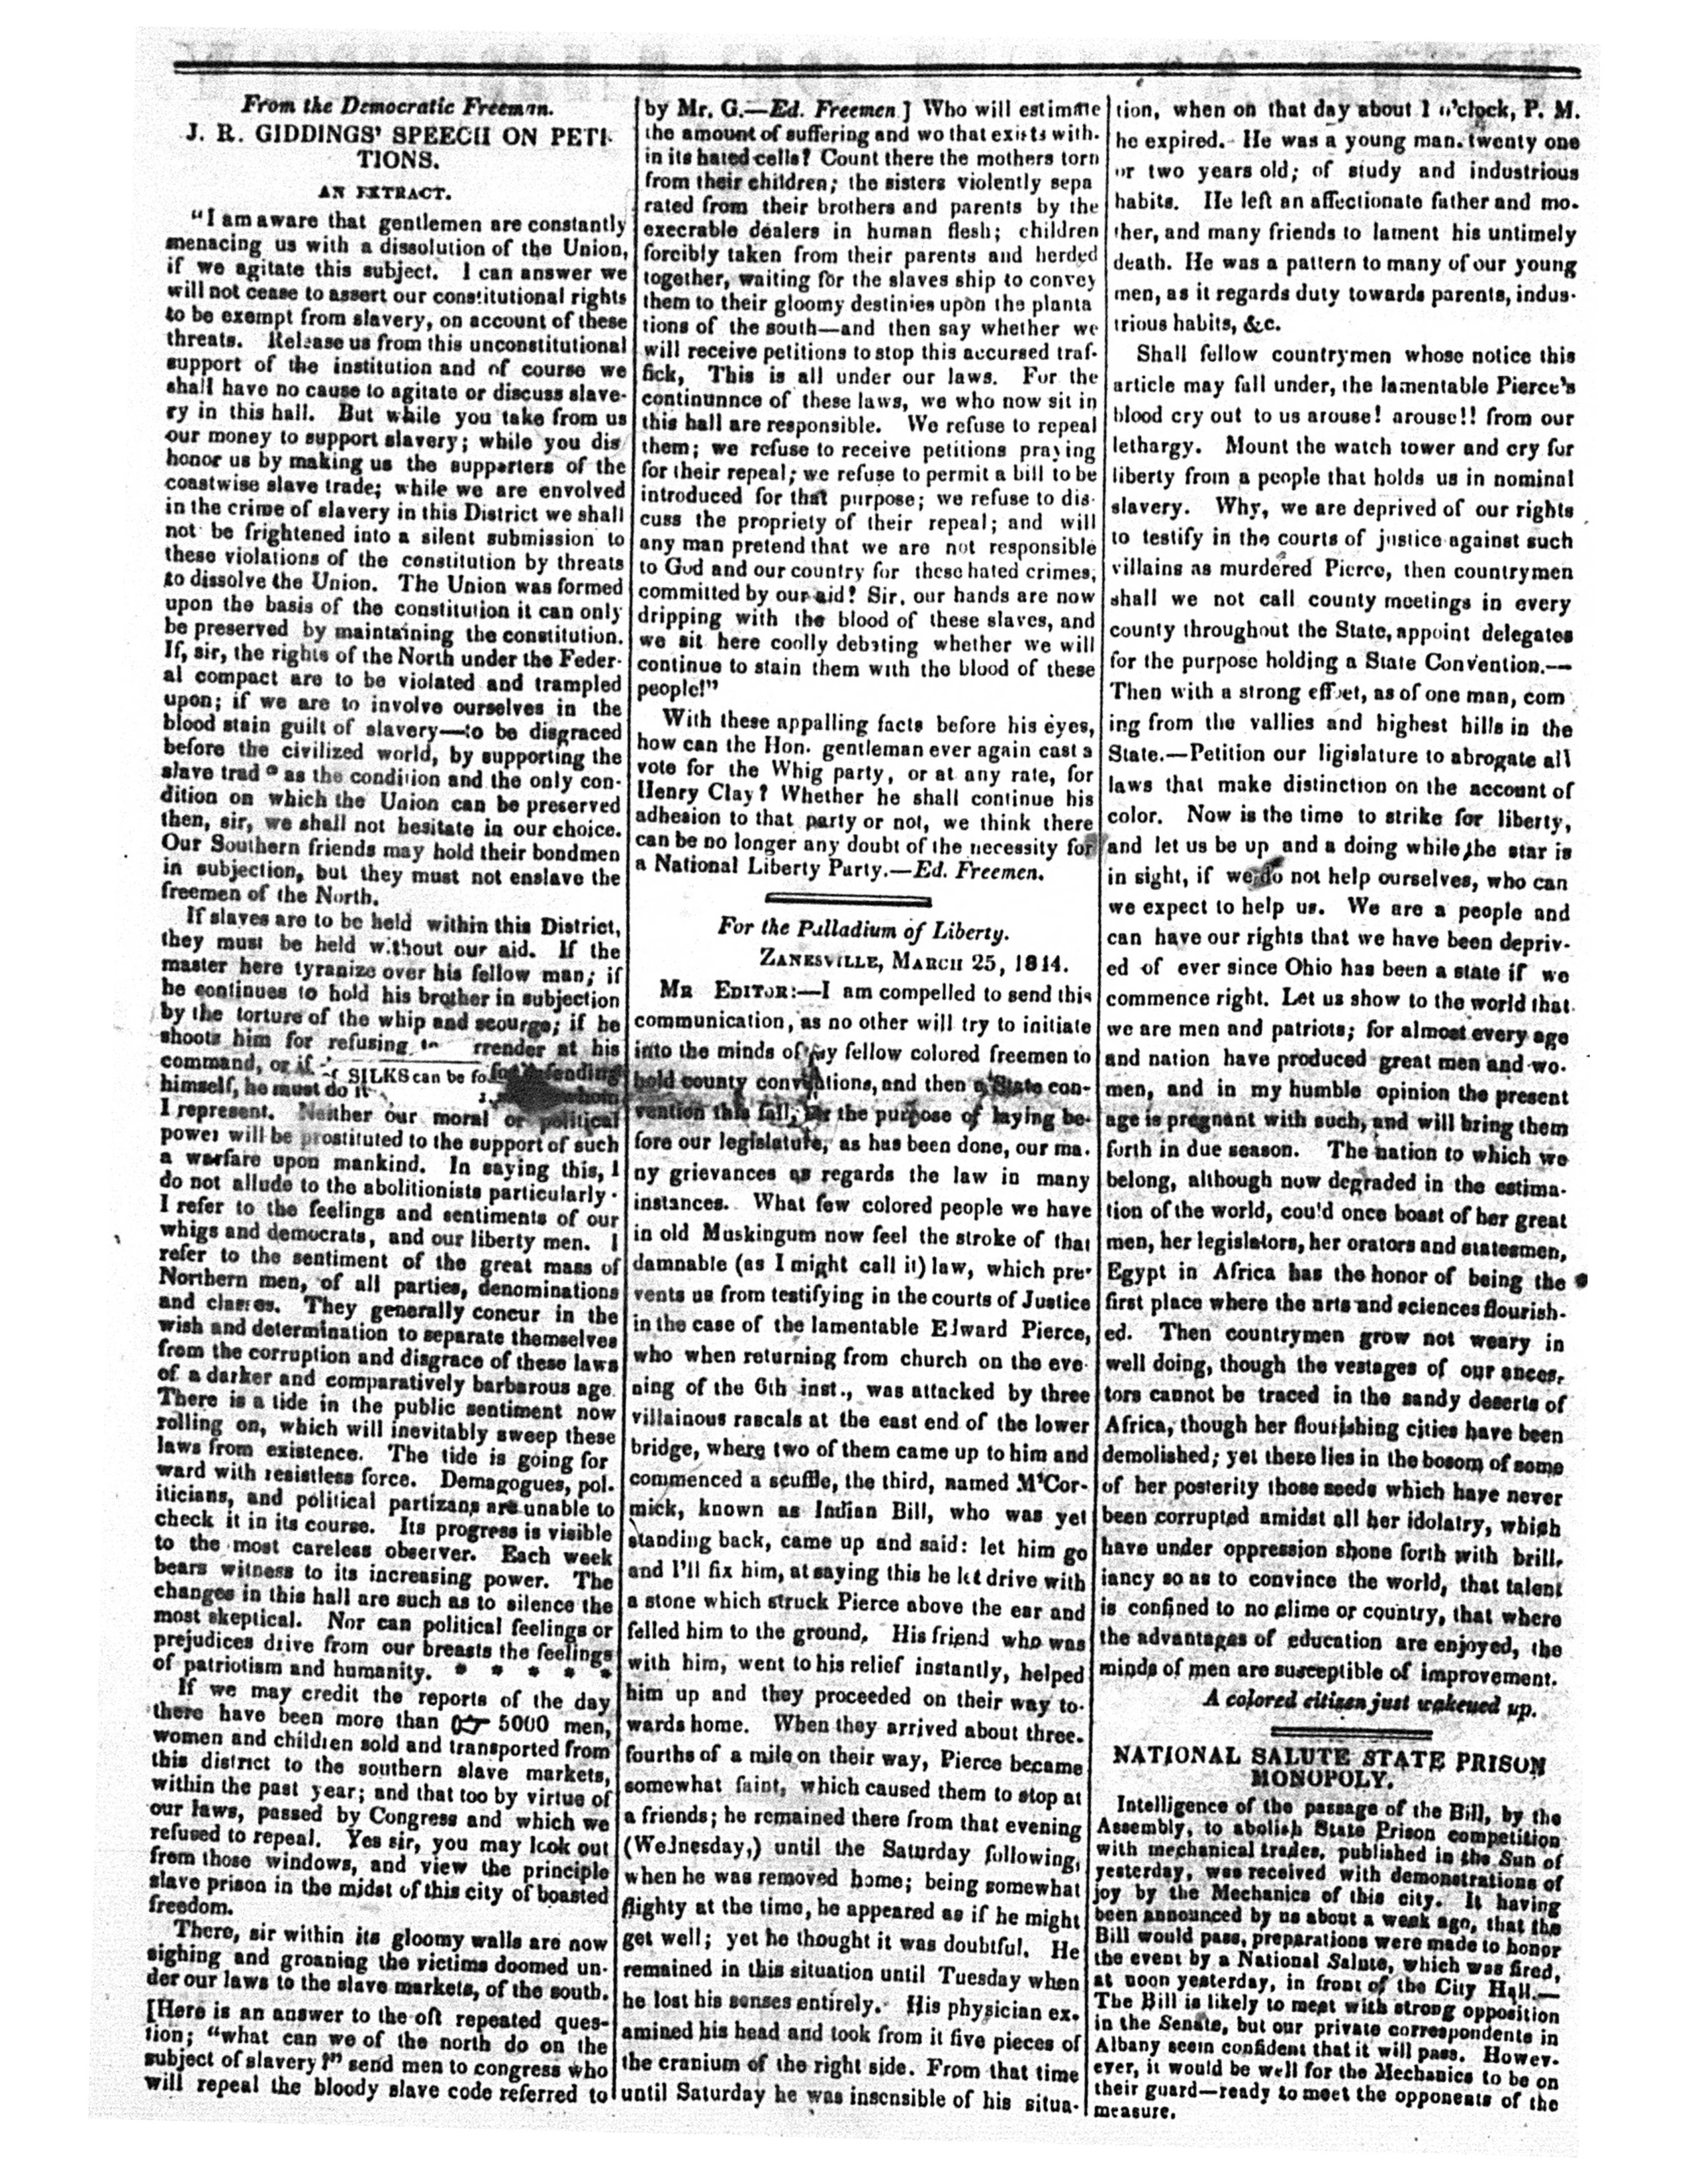 From the Democratic Freeman.
J. R. GIDDINGS' SPEECH ON PETI-
TIONS.
AN EXTRACT.
"I am aware that gentlemen are constantly
menacing us with a dissolution of the Union,
if we agitate this subject. I can answer we
will not cease to assert our constitutional rights
to be exempt from slavery, on account of these
threats. Release us from this unconstitutional
support of the institution and of course we
shall have no cause to agitate or discuss slave-
ry in this hall. But while you take from us
our money to support slavery; while you dis
honor us by making us the supporters of the
coastwise slave trade; while we are envolved
in the crime of slavery in this District we shall
not be frightened into a silent submission to
these violations of the constitution by threats
to dissolve the Union. The Union was formed
upon the basis of the constitution it can only
be preserved by maintaining the constitution.
If, sir, the rights of the North under the Feder-
al compact are to be violated and trampled
upon; if we are to involve ourselves in the
blood stain guilt of slavery—to be disgraced
before the civilized world, by supporting the
slave trade as the condition and the only con-
dition on which the Union can be preserved
then, sir, we shall not hesitate in our choice.
Our Southern friends may hold their bondmen
in subjection, but they must not enslave the
freemen of the North.
If slaves are to be held within this District,
they must be held without our aid. If the
master here tyranize over his fellow man; if
he continues to hold his brother in subjection
by the torture of the whip and scourge; if he
shoots him for refusing to rrender at his
command, or if SILKS can be fo for defending
himself, he must do it whom
I represent. Neither our moral or political
power will be prostituted to the support of such
a warfare upon mankind. In saying this, I
do not allude to the abolitionists particularly.
I refer to the feelings and sentiments of our
whigs and democrats, and our liberty men. I
refer to the sentiment of the great mass of
Northern men, of all parties, denominations
and classes. They generally concur in the
wish and determination to separate themselves
from the corruption and disgrace of these laws
of a darker and comparatively barbarous age.
There is a tide in the public sentiment now
rolling on, which will inevitably sweep these
laws from existence. The tide is going for
ward with resistless force. Demagogues, pol-
iticians, and political partizans are unable to
check it in its course. Its progress is visible
to the most careless observer. Each week
bears witness to its increasing power. The
changes in this hall are such as to silence the
most skeptical. Nor can political feelings or
prejudices drive from our breasts the feelings
of patriotism and humanity. * * * * *
If we may credit the reports of the day
there have been more than ☞ 5000 men,
women and children sold and transported from
this district to the southern slave markets,
within the past year; and that too by virtue of
our laws, passed by Congress and which we
refused to repeal. Yes sir, you may look out
from those windows, and view the principle
slave prison in the midst of this city of boasted
freedom.
There, sir within its gloomy walls are now
sighing and groaning the victims doomed un-
der our laws to the slave markets, of the south.
[Here is an answer to the oft repeated ques-
tion; "what can we of the north do on the
subject of slavery?" send men to congress who
will repeal the bloody slave code referred to
by Mr. G.—Ed. Freemen] Who will estimate
the amount of suffering and wo that exists with-
in its hated cells? Count there the mothers torn
from their children; the sisters violently sepa
rated from their brothers and parents by the
execrable dealers in human flesh; children
forcibly taken from their parents and herded
together, waiting for the slaves ship to convey
them to their gloomy destinies upon the planta
tions of the south—and then say whether we
will receive petitions to stop this accursed traf-
fick, This is all under our laws. For the
continunnce of these laws, we who now sit in
this hall are responsible. We refuse to repeal
them; we refuse to receive petitions praying
for their repeal; we refuse to permit a bill to be
introduced for that purpose; we refuse to dis-
cuss the propriety of their repeal; and will
any man pretend that we are not responsible
to God and our country for these hated crimes,
committed by our aid? Sir, our hands are now
dripping with the blood of these slaves, and
we sit here coolly debating whether we will
continue to stain them with the blood of these
people!"
With these appalling facts before his eyes,
how can the Hon. gentleman ever again cast a
vote for the Whig party, or at any rate, for
Henry Clay? Whether he shall continue his
adhesion to that party or not, we think there
can be no longer any doubt of the necessity for
a National Liberty Party.—Ed. Freemen.
For the Palladium of Liberty.
ZANESVILLE, MARCH 25, 1844.
MR EDITOR:—I am compelled to send this
communication, as no other will try to initiate
into the minds of my fellow colored freemen to
hold county conventions, and then a State con-
vention this fall, for the purpose of laying be-
fore our legislature, as has been done, our ma-
ny grievances as regards the law in many
instances. What few colored people we have
in old Muskingum now feel the stroke of that
damnable (as I might call it) law, which pre-
vents us from testifying in the courts of Justice
in the case of the lamentable Edward Pierce,
who when returning from church on the eve-
ning of the 6th inst., was attacked by three
villainous rascals at the east end of the lower
bridge, where two of them came up to him and
commenced a scuffle, the third, named M'Cor-
mick, known as Indian Bill, who was yet
standing back, came up and said: let him go
and I'll fix him, at saying this he let drive with
a stone which struck Pierce above the ear and
felled him to the ground. His friend who was
with him, went to his relief instantly, helped
him up and they proceeded on their way to-
wards home. When they arrived about three-
fourths of a mile on their way, Pierce became
somewhat faint, which caused them to stop at
a friends; he remained there from that evening
(Wednesday,) until the Saturday following,
when he was removed home; being somewhat
flighty at the time, he appeared as if he might
get well; yet he thought it was doubtful. He
remained in this situation until Tuesday when
he lost his senses entirely. His physician ex-
amined his head and took from it five pieces of
the cranium of the right side. From that time
until Saturday he was insensible of his situa-
tion, when on that day about 1 o'clock, P. M.
he expired. He was a young man. twenty one
or two years old; of study and industrious
habits. He left an affectionate father and mo-
ther, and many friends to lament his untimely
death. He was a pattern to many of our young
men, as it regards duty towards parents, indus-
trious habits, &c.
Shall fellow countrymen whose notice this
article may fall under, the lamentable Pierce's
blood cry out to us arouse! arouse!! from our
lethargy. Mount the watch tower and cry for
liberty from a people that holds us in nominal
slavery. Why, we are deprived of our rights
to testify in the courts of justice against such
villains as murdered Pierce, then countrymen
shall we not call county meetings in every
county throughout the State, appoint delegates
for the purpose holding a State Convention.—
Then with a strong effort, as of one man, com
ing from the vallies and highest hills in the
State.—Petition our ligislature to abrogate all
laws that make distinction on the account of
color. Now is the time to strike for liberty,
and let us be up and a doing while the star is
in sight, if we do not help ourselves, who can
we expect to help us. We are a people and
can have our rights that we have been depriv-
ed of ever since Ohio has been a state if we
commence right. Let us show to the world that
we are men and patriots; for almost every age
and nation have produced great men and wo-
men, and in my humble opinion the present
age is pregnant with such, and will bring them
forth in due season. The nation to which we
belong, although now degraded in the estima-
tion of the world, cou'd once boast of her great
men, her legislators, her orators and statesmen,
Egypt in Africa has the honor of being the
first place where the arts and sciences flourish-
ed. Then countrymen grow not weary in
well doing, though the vestages of our ances-
tors cannot be traced in the sandy deserts of
Africa, though her flourishing cities have been
demolished; yet there lies in the bosom of some
of her posterity those seeds which have never
been corrupted amidst all her idolatry, which
have under oppression shone forth with brill-
iancy so as to convince the world, that talent
is confined to no clime or country, that where
the advantages of education are enjoyed, the
minds of men are susceptible of improvement.
A colored citizen just wakened up.
NATIONAL SALUTE STATE PRISON
MONOPOLY.
Intelligence of the passage of the Bill, by the
Assembly, to abolish State Prison competition
with mechanical trades, published in the Sun of
yesterday, was received with demonstrations of
joy by the Mechanics of this city. It having
been announced by us about a week ago, that the
Bill would pass, preparations were made to honor
the event by a National Salute, which was fired,
at noon yesterday, in front of the City Hall.—
The Bill is likely to meet with strong opposition
in the Senate, but our private correspondents in
Albany seem confident that it will pass. Howev-
er, it would be well for the Mechanics to be on
their guard—ready to meet the opponents of the
measure.